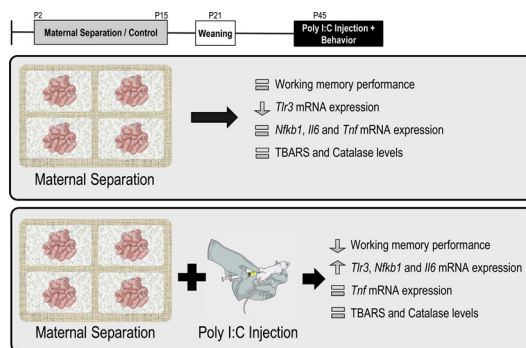 P2 P15 P21 P45
Maternal Separation / Control
Weaning
Poly I:C Injection +
Behavior
Working memory performance
Tlr3 mRNA expression
Nfkb1, Il6 and Tnf mRNA expression
TBARS and Catalase levels
Maternal Separation
Working memory performance
Tlr3, Nfkb1 and Il6 mRNA expression
Tnf mRNA expression
TBARS and Catalase levels
Maternal Separation
Poly I:C Injection